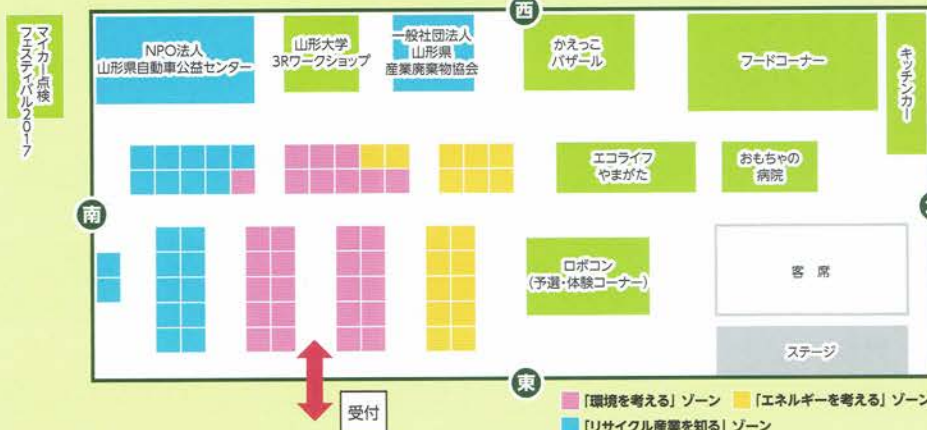 西
マイカー点検
フェスティバル2017
NPO法人
山形県自動車公益センター
山形大学
3Rワークショップ
一般社団法人
山形県
産業廃棄物協会
かえっこ
バザール
フードコーナー
キッチンカー
エコライフ
やまがた
おもちゃの
病院
南
ロボコン
(予選・体験コーナー)
客 席
ステージ
東
受付
「環境を考える」ゾーン
「エネルギーを考える」ゾーン
「リサイクル産業を知る」ゾーン